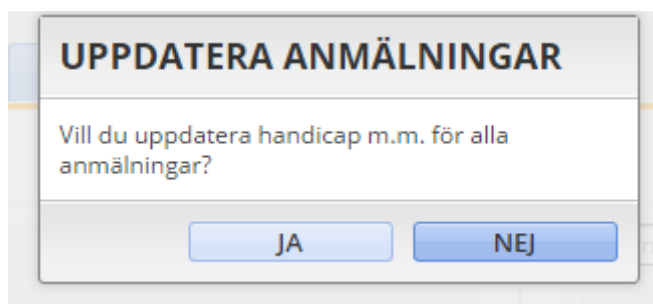 UPPDATERA ANMÄLNINGAR
Vill du uppdatera handicap m.m. för alla
anmälningar?
JA
NEJ